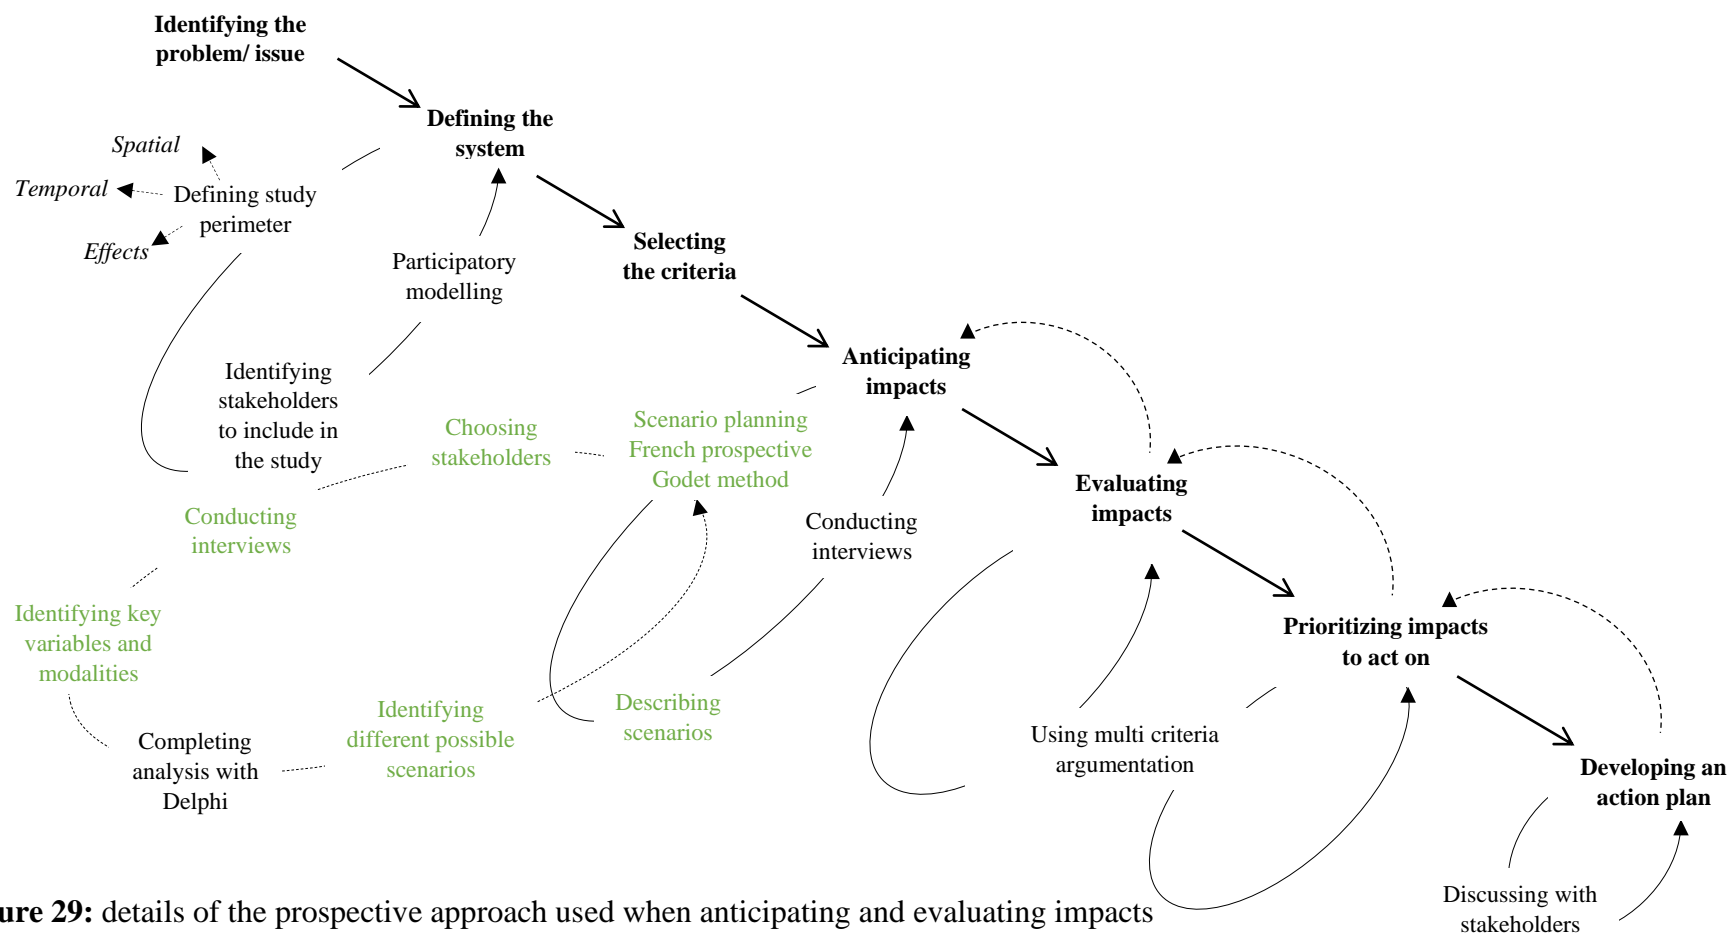 Identifying the
problem/ issue
Defining the
system
Spatial
Temporal
Effects
Defining study
perimeter
Participatory
modelling
Identifying
stakeholders
to include in
the study
Selecting
the criteria
Anticipating
impacts
Scenario planning
French prospective
Godet method
Choosing
stakeholders
Conducting
interviews
Identifying key
variables and
modalities
Completing
analysis with
Delphi
Identifying
different possible
scenarios
Describing
scenarios
Conducting
interviews
Evaluating
impacts
Using multi criteria
argumentation
Prioritizing impacts
to act on
Developing an
action plan
Discussing with
stakeholders
ure 29: details of the prospective approach used when anticipating and evaluating impacts